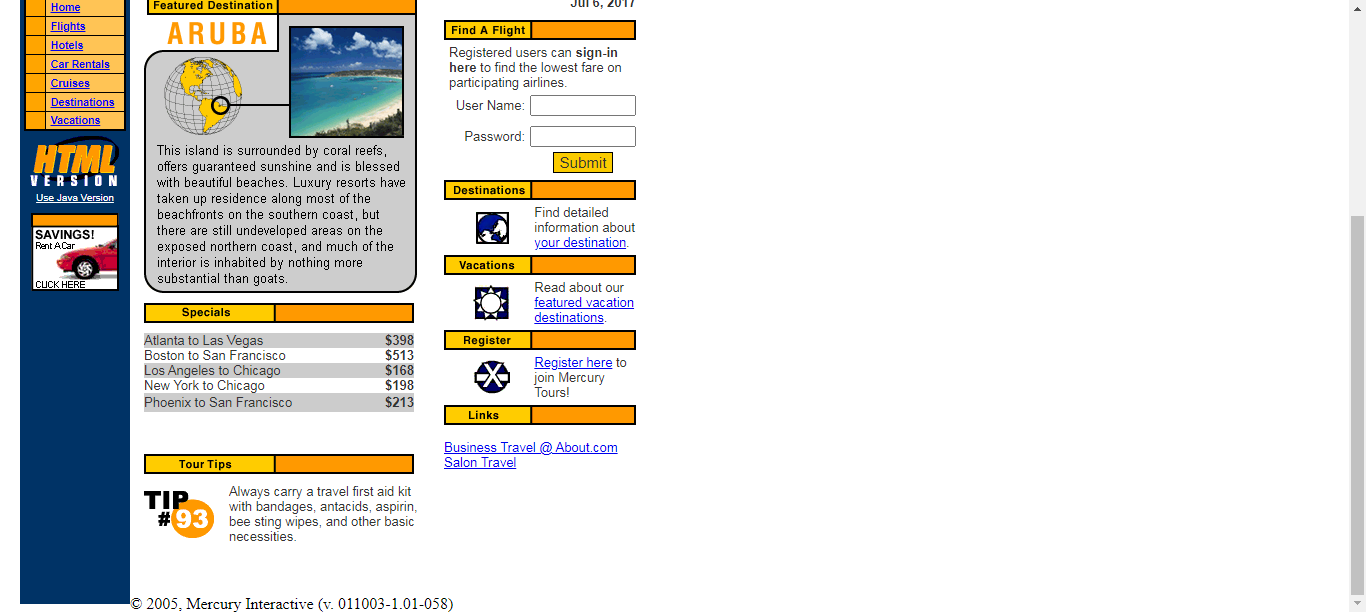 Home
Flights
Hotels
Car Rentals
Cruises
Destinations
Vacations
HTML
VERSION
Use Java Version
SAVINGS!
Rent A Car
CLICK HERE
Featured Destination
ARUBA
This island is surrounded by coral reefs,
offers guaranteed sunshine and is blessed
with beautiful beaches. Luxury resorts have
taken up residence along most of the
beachfronts on the southern coast, but
there are still undeveloped areas on the
exposed northern coast, and much of the
interior is inhabited by nothing more
substantial than goats.
Specials
Atlanta to Las Vegas $398
Boston to San Francisco $513
Los Angeles to Chicago $168
New York to Chicago $198
Phoenix to San Francisco $213
Tour Tips
TIP
#93
Always carry a travel first aid kit
with bandages, antacids, aspirin,
bee sting wipes, and other basic
necessities.
Jul 6, 2017
Find A Flight
Registered users can sign-in
here to find the lowest fare on
participating airlines.
User Name:
Password:
Submit
Destinations
Find detailed
information about
your destination.
Vacations
Read about our
featured vacation
destinations.
Register
Register here to
join Mercury
Tours!
Links
Business Travel @ About.com
Salon Travel
© 2005, Mercury Interactive (v. 011003-1.01-058)